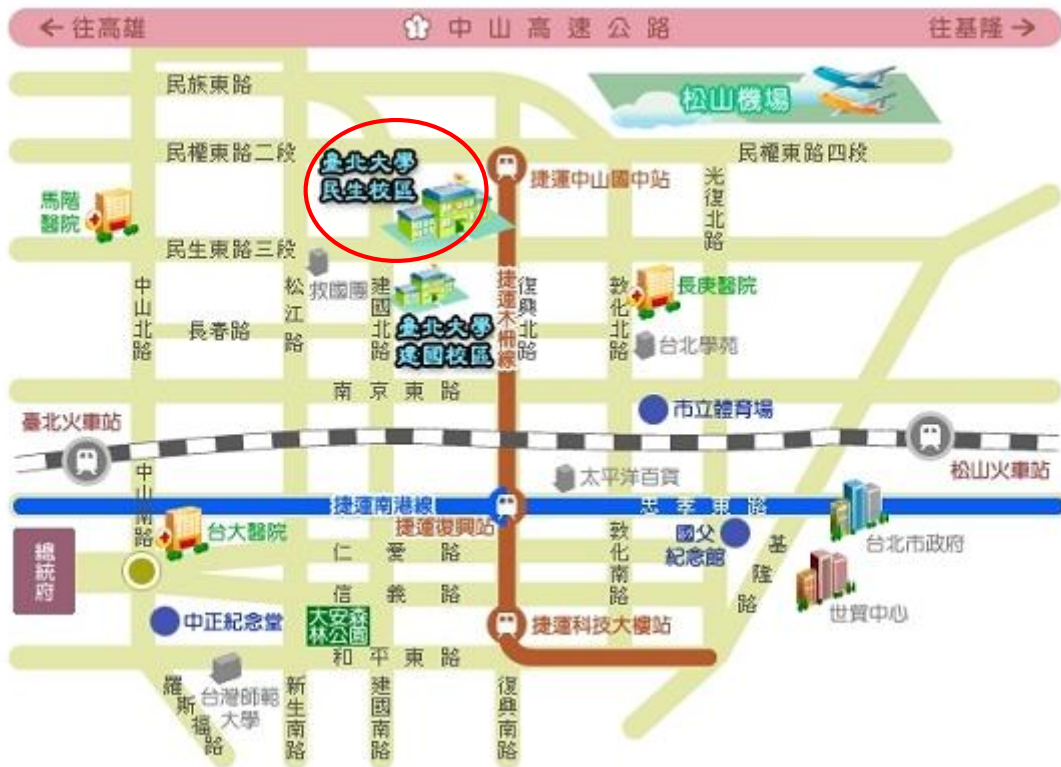 ←往高雄
1
中山高速公路
往基隆→
民族東路
松山機場
民權東路二段
臺北大學
民生校區
捷運中山國中站
民權東路四段
光復北路
馬階
醫院
民生東路三段
救國團
中山北路
松江路
建國北路
捷運木柵線
復興北路
敦化北路
長庚醫院
長春路
臺北大學
建國校區
台北學苑
南京東路
市立體育場
臺北火車站
松山火車站
太平洋百貨
中山南路
捷運南港線
忠孝東路
捷運復興站
台大醫院
總統府
仁愛路
敦化南路
國父
紀念館
基隆路
台北市政府
信義路
世貿中心
中正紀念堂
大安森
林公園
捷運科技大樓站
和平東路
台灣師範
大學
羅斯福路
新生南路
建國南路
復興南路